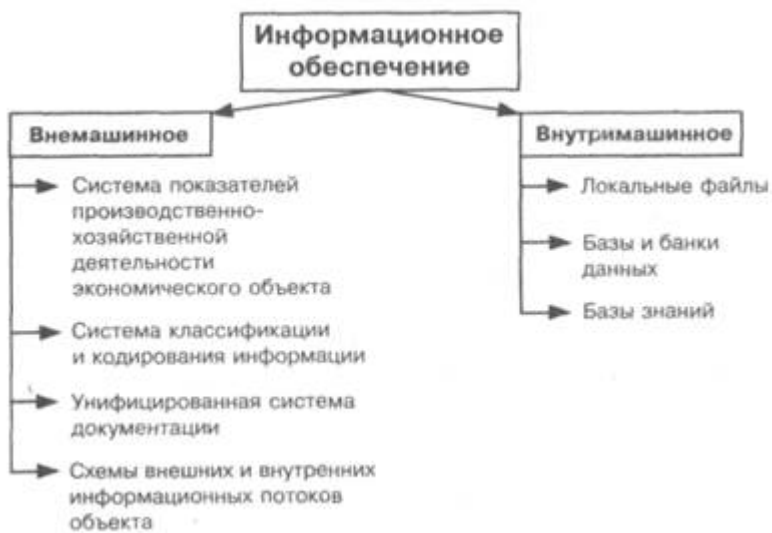 Информационное
обеспечение
Внемашинное
Система показателей
производственно-
хозяйственной
деятельности
экономического объекта
Система классификации
и кодирования информации
Унифицированная система
документации
Схемы внешних и внутренних
информационных потоков
объекта
Внутримашинное
Локальные файлы
Базы и банки
данных
Базы знаний